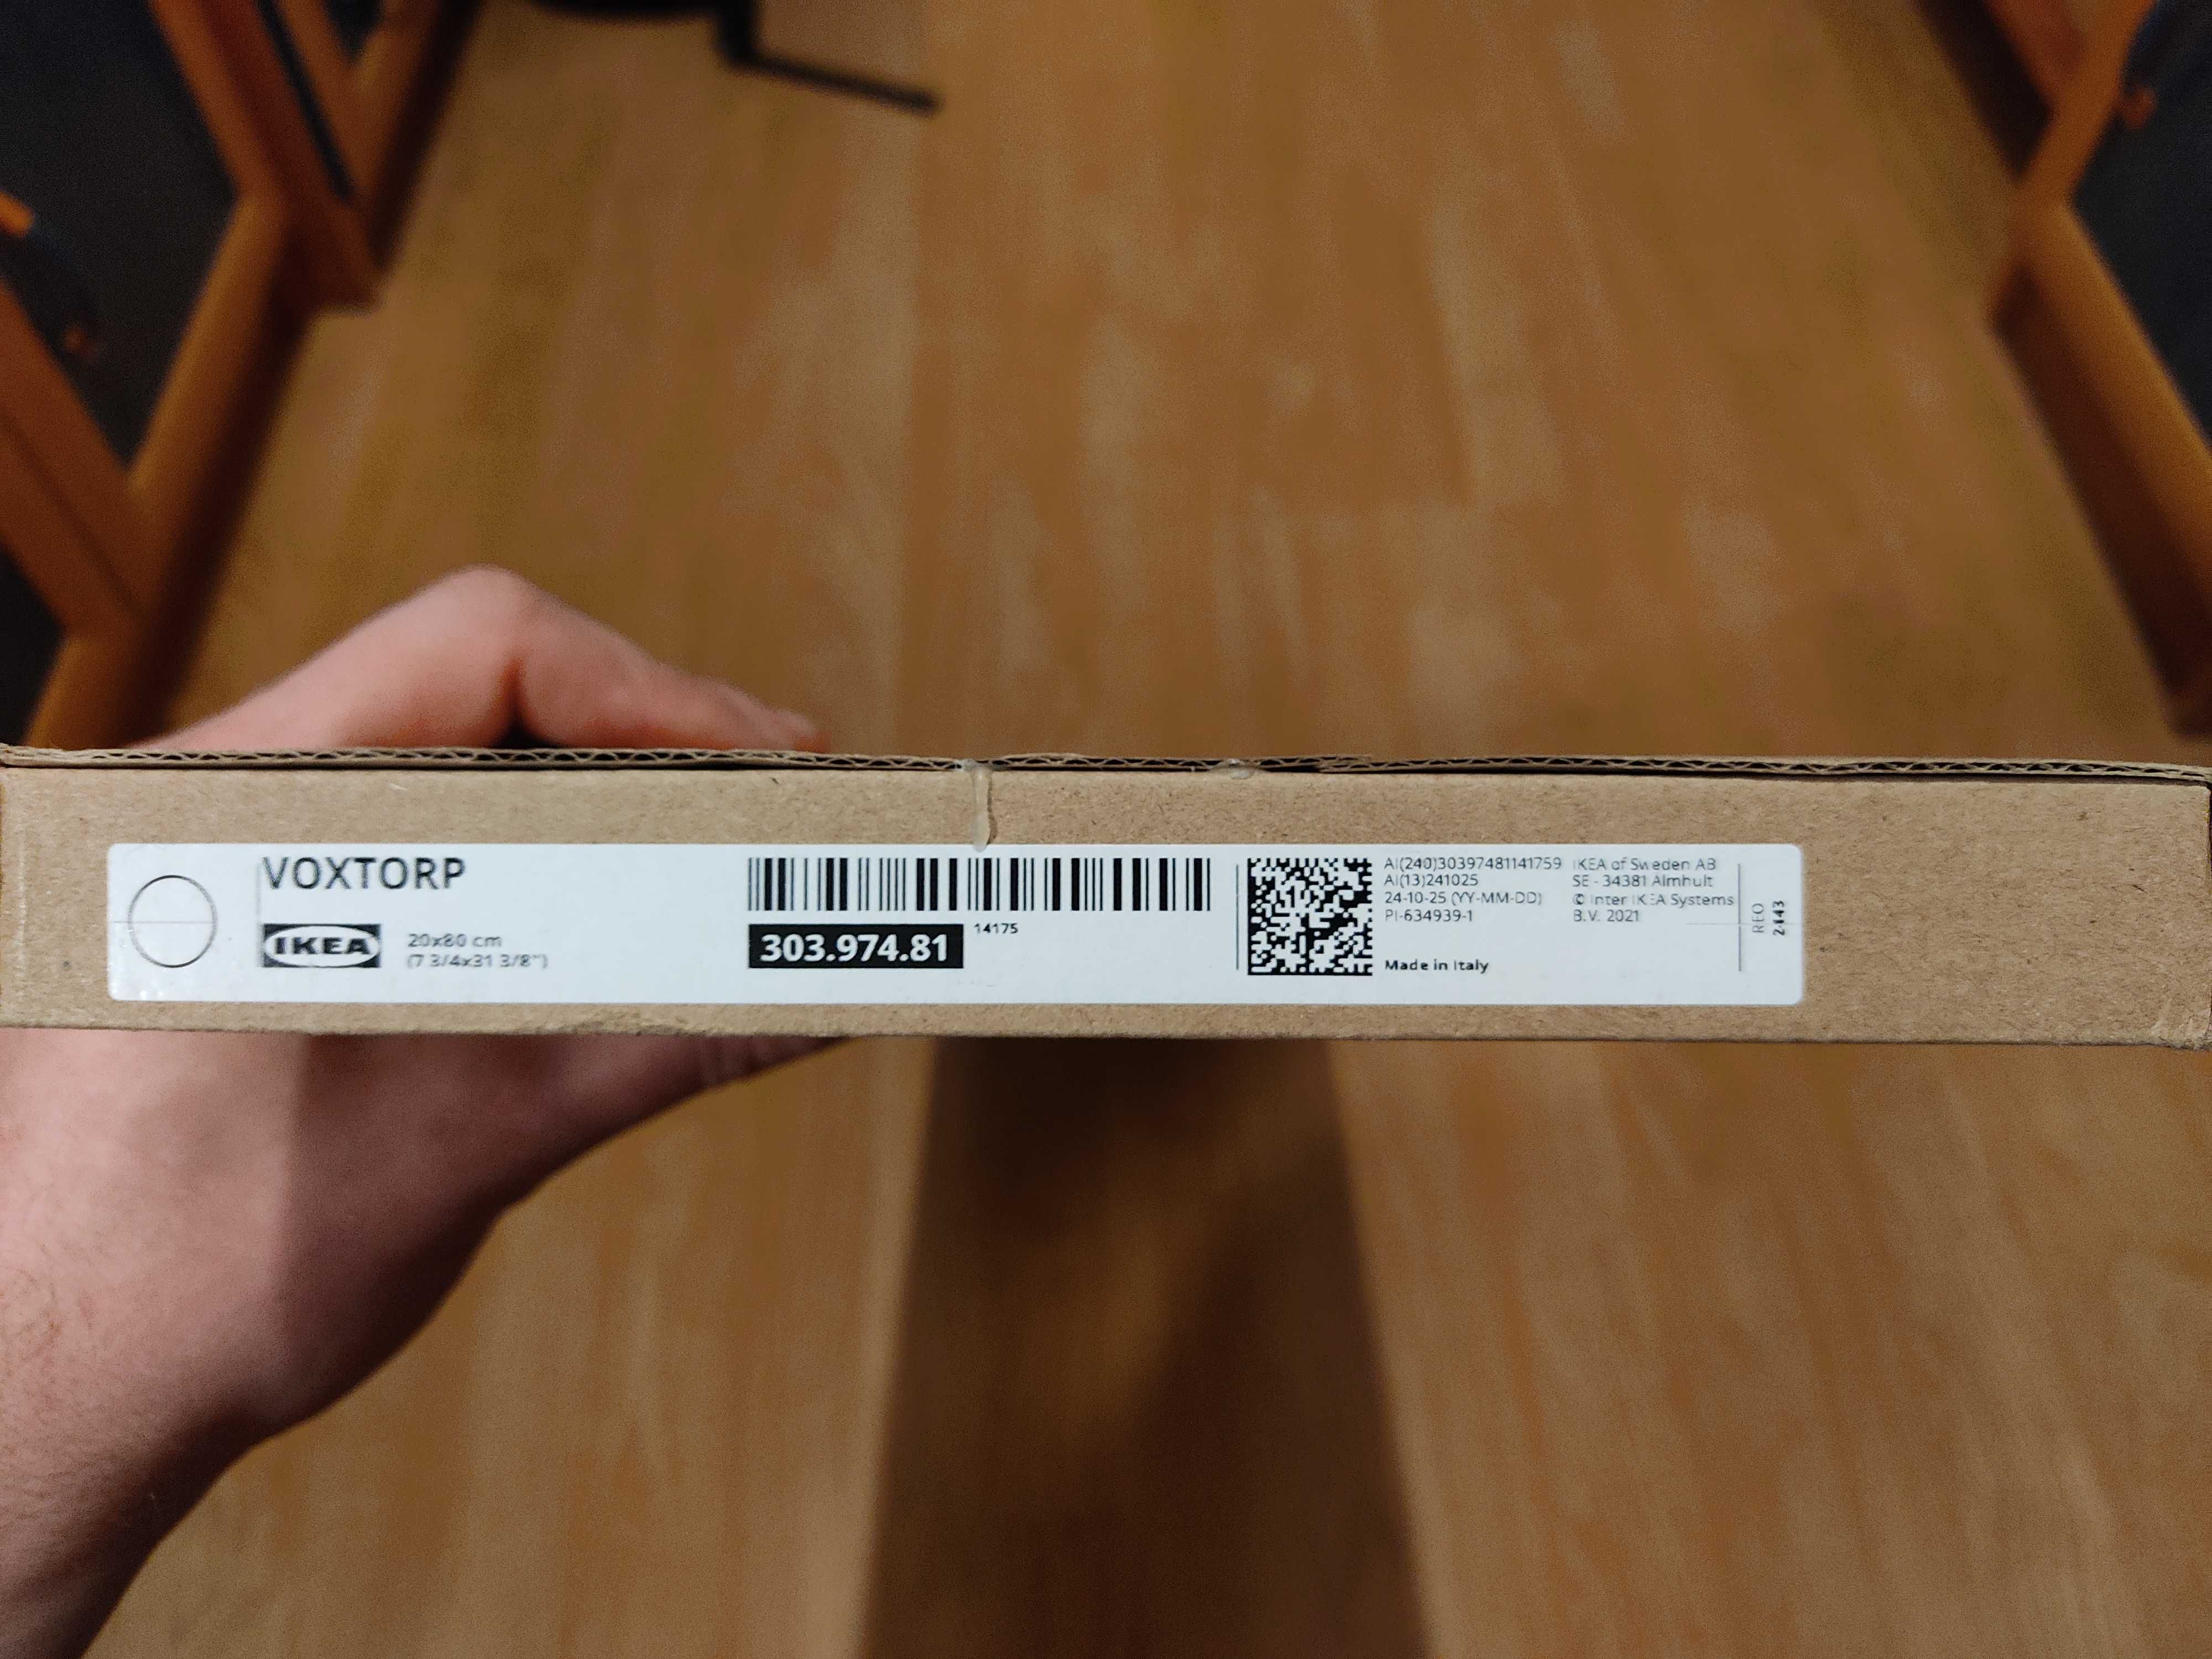 VOXTORP
IKEA
20x80 cm
(7 3/4x31 3/8")
14175
303.974.81
AI(240)30397481141759
AI(13)241025
24-10-25 (YY-MM-DD)
PI-634939-1
Made in Italy
IKEA of Sweden AB
SE - 34381 Älmhult
© Inter IKEA Systems
B.V. 2021
REO
2443